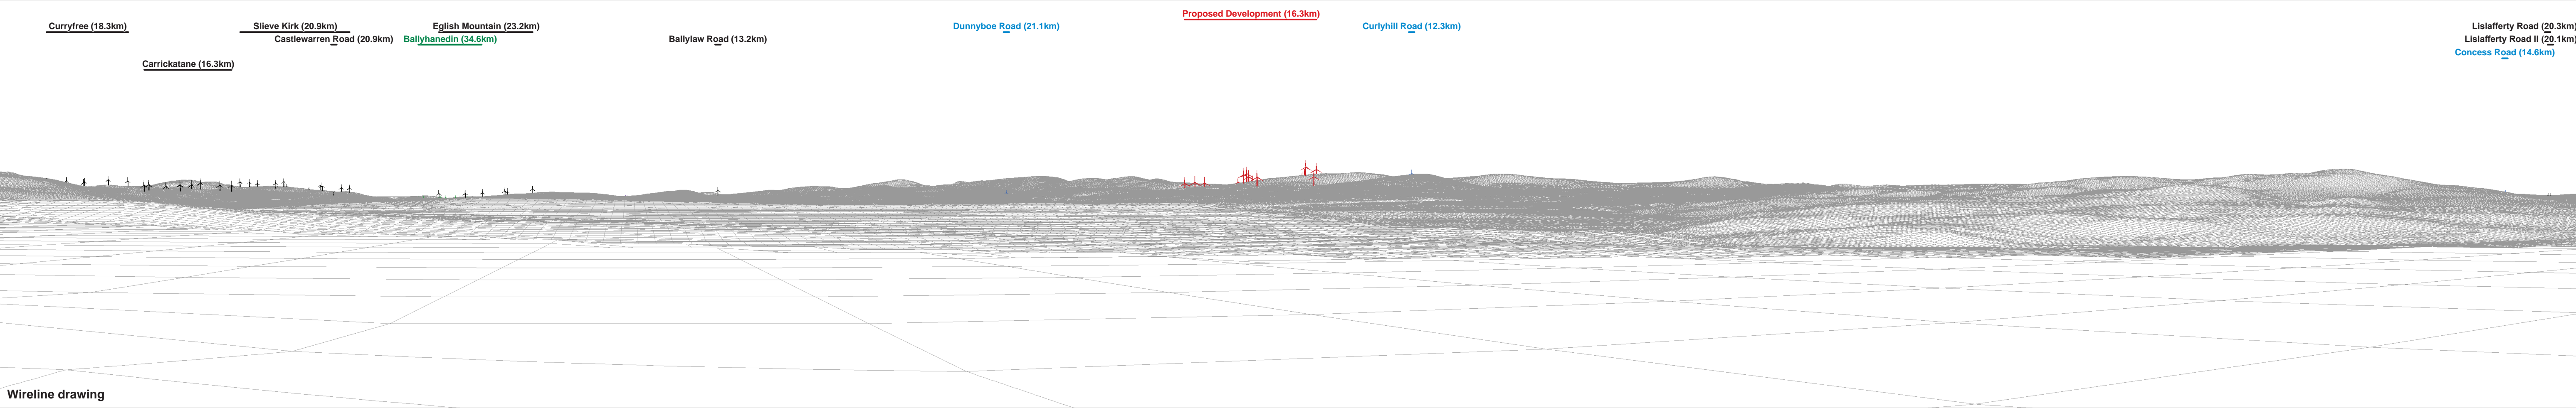 Proposed Development (16.3km)
Curryfree (18.3km)
Slieve Kirk (20.9km)
Eglish Mountain (23.2km)
Dunnyboe Road (21.1km)
Curlyhill Road (12.3km)
Lislafferty Road (20.3km)
Castlewarren Road (20.9km)
Ballyhanedin (34.6km)
Ballylaw Road (13.2km)
Lislafferty Road II (20.1km)
Concess Road (14.6km)
Carrickatane (16.3km)
Wireline drawing